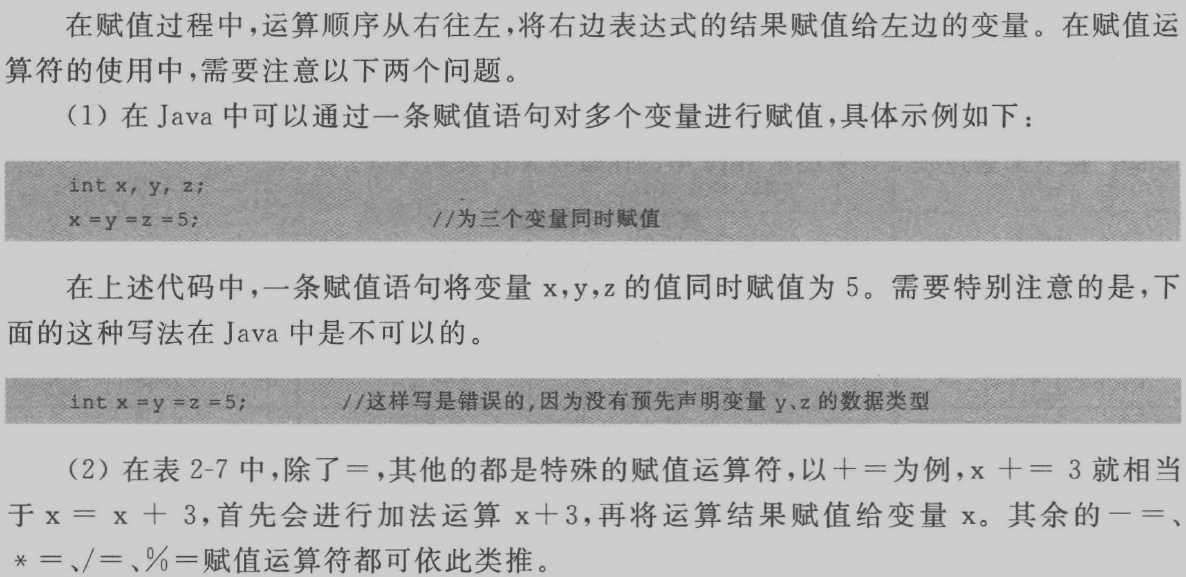 在赋值过程中,运算顺序从右往左,将右边表达式的结果赋值给左边的变量。在赋值运
算符的使用中,需要注意以下两个问题。
(1) 在 Java 中可以通过一条赋值语句对多个变量进行赋值,具体示例如下:
int x, y, z;
x =y =z =5; //为三个变量同时赋值
在上述代码中,一条赋值语句将变量 x,y,z 的值同时赋值为 5。需要特别注意的是,下
面的这种写法在 Java 中是不可以的。
int x =y =z =5; //这样写是错误的,因为没有预先声明变量 y、z 的数据类型
(2) 在表 2-7 中,除了=,其他的都是特殊的赋值运算符,以+=为例,x += 3 就相当
于 x = x + 3,首先会进行加法运算 x+3,再将运算结果赋值给变量 x。其余的-=、
*=、/=、%=赋值运算符都可依此类推。